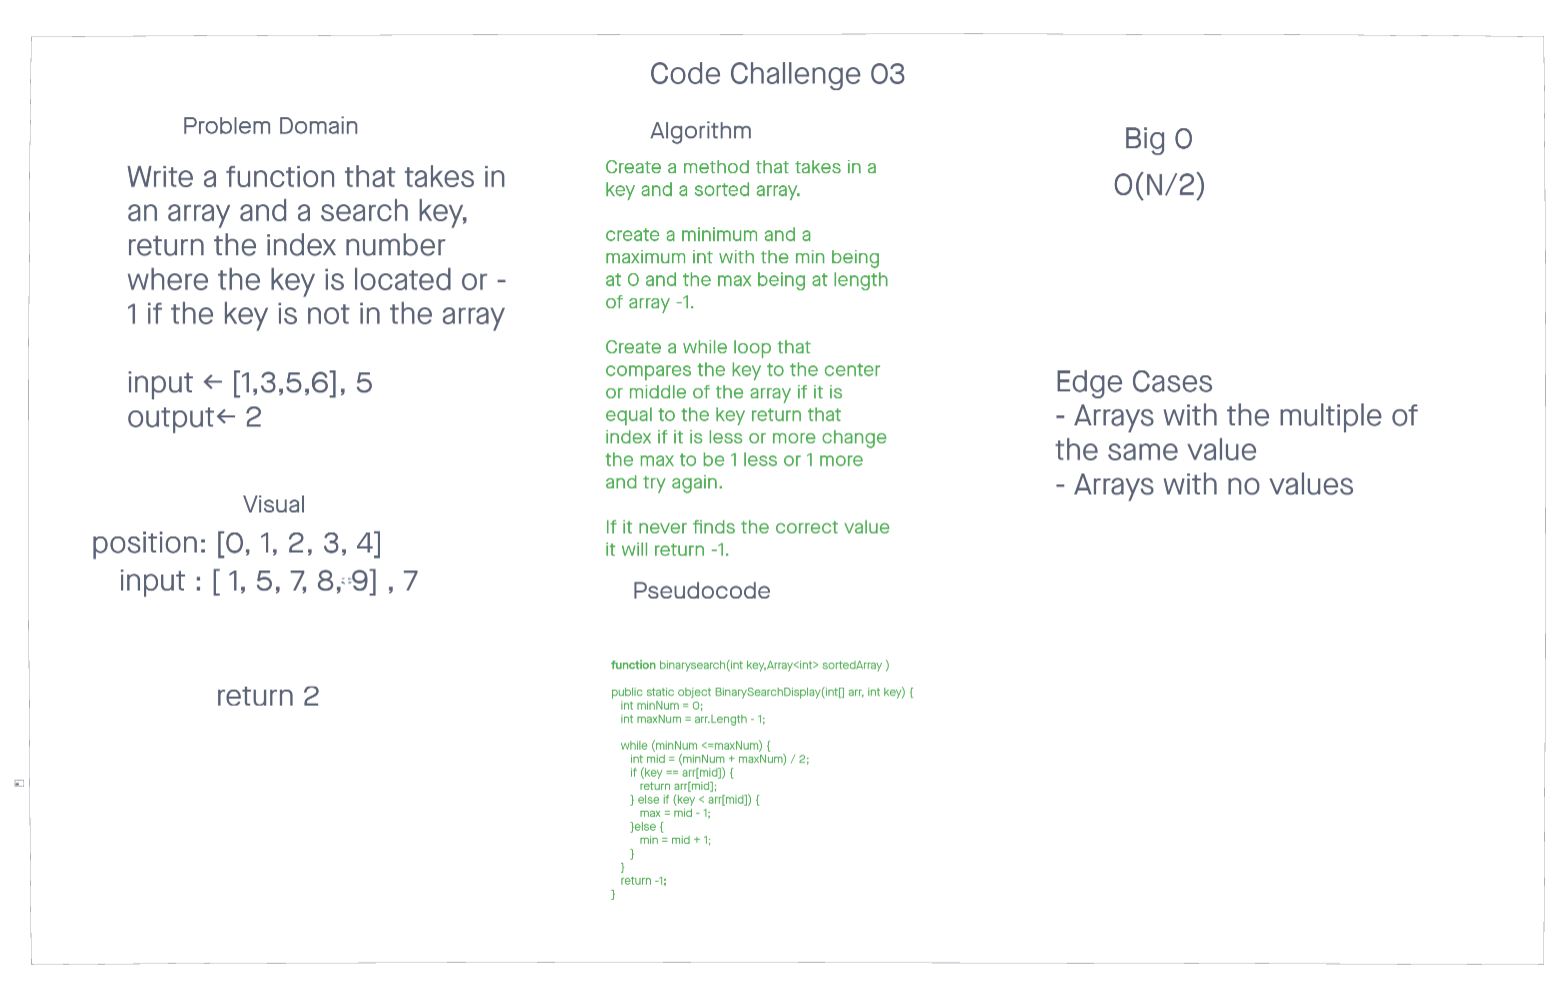 Code Challenge 03
Problem Domain
Write a function that takes in
an array and a search key,
return the index number
where the key is located or -
1 if the key is not in the array
input ← [1,3,5,6], 5
output← 2
Visual
position: [0, 1, 2, 3, 4]
input : [ 1, 5, 7, 8, 9] , 7
return 2
Algorithm
Create a method that takes in a
key and a sorted array.
create a minimum and a
maximum int with the min being
at 0 and the max being at length
of array -1.
Create a while loop that
compares the key to the center
or middle of the array if it is
equal to the key return that
index if it is less or more change
the max to be 1 less or 1 more
and try again.
If it never finds the correct value
it will return -1.
Pseudocode
function binarysearch(int key,Array<int> sortedArray )
public static object BinarySearchDisplay(int[] arr, int key) {
int minNum = 0;
int maxNum = arr.Length - 1;
while (minNum <=maxNum) {
int mid = (minNum + maxNum) / 2;
if (key == arr[mid]) {
return arr[mid];
} else if (key < arr[mid]) {
max = mid - 1;
}else {
min = mid + 1;
}
}
return -1;
}
Big O
O(N/2)
Edge Cases
- Arrays with the multiple of
the same value
- Arrays with no values